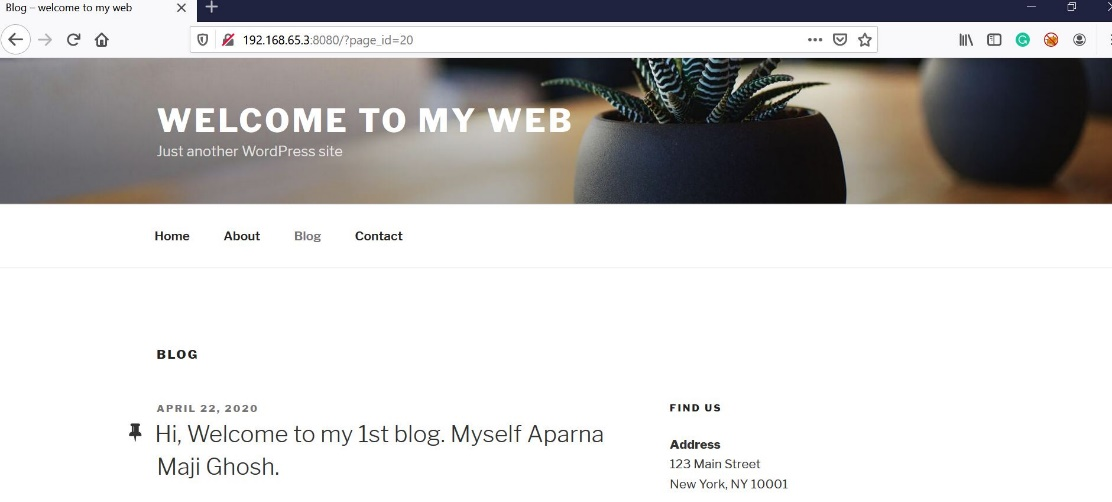 Blog – welcome to my web
192.168.65.3:8080/?page_id=20
WELCOME TO MY WEB
Just another WordPress site
Home About Blog Contact
BLOG
APRIL 22, 2020
Hi, Welcome to my 1st blog. Myself Aparna
Maji Ghosh.
FIND US
Address
123 Main Street
New York, NY 10001